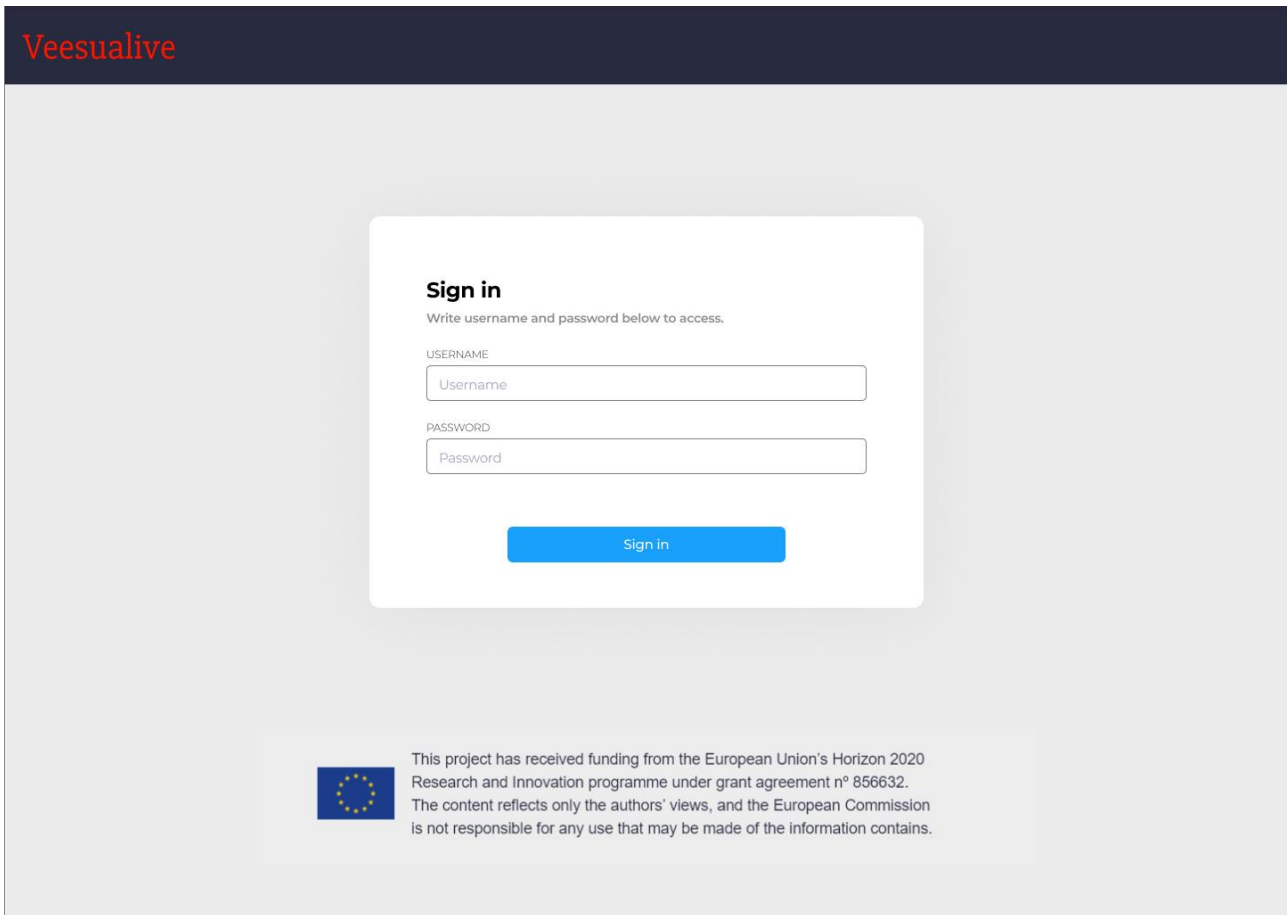 Veesualive
Sign in
Write username and password below to access.
USERNAME
Username
PASSWORD
Password
Sign in
This project has received funding from the European Union's Horizon 2020
Research and Innovation programme under grant agreement nº 856632.
The content reflects only the authors' views, and the European Commission
is not responsible for any use that may be made of the information contains.